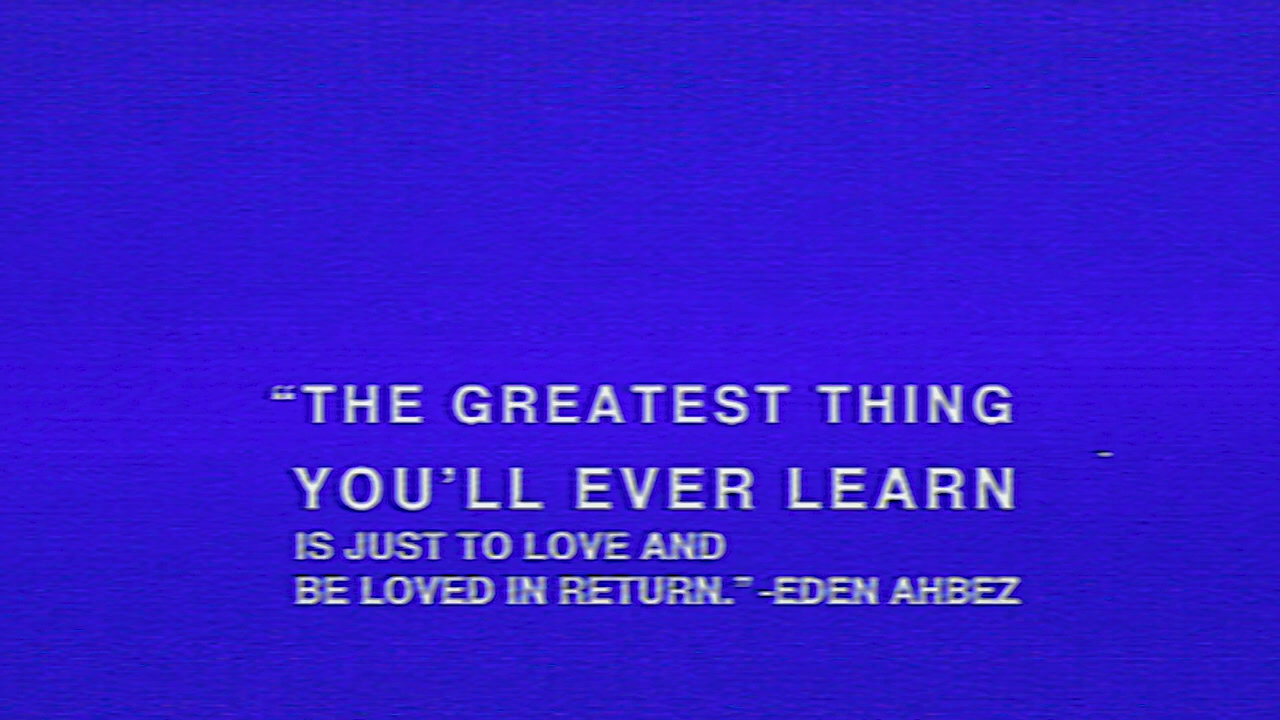 “THE GREATEST THING
YOU’LL EVER LEARN
IS JUST TO LOVE AND
BE LOVED IN RETURN.” -EDEN AHBEZ